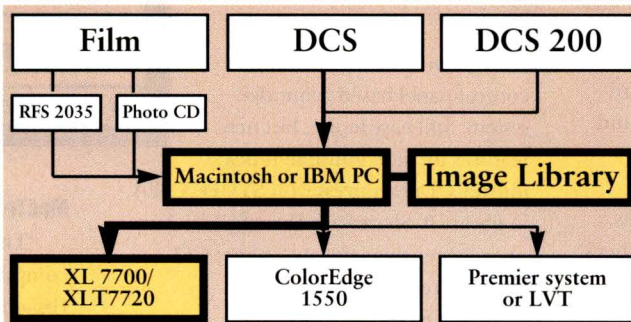 Film
DCS
DCS 200
RFS 2035
Photo CD
Macintosh or IBM PC
Image Library
XL 7700/
XLT7720
ColorEdge
1550
Premier system
or LVT